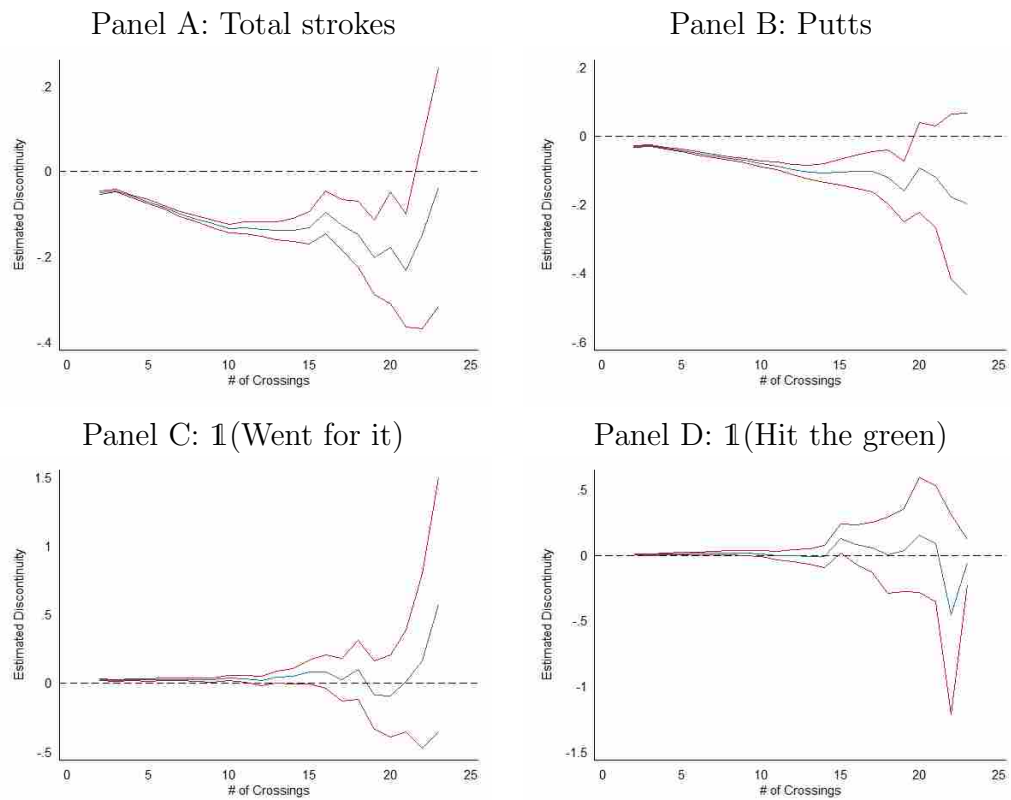 Panel A: Total strokes
.2
0
-.2
-.4
Estimated Discontinuity
0 5 10 15 20 25
# of Crossings
Panel B: Putts
.2
0
-.2
-.4
-.6
Estimated Discontinuity
0 5 10 15 20 25
# of Crossings
Panel C: 𝟙(Went for it)
1.5
1
.5
0
-.5
Estimated Discontinuity
0 5 10 15 20 25
# of Crossings
Panel D: 𝟙(Hit the green)
.5
0
-.5
-1
-1.5
Estimated Discontinuity
0 5 10 15 20 25
# of Crossings